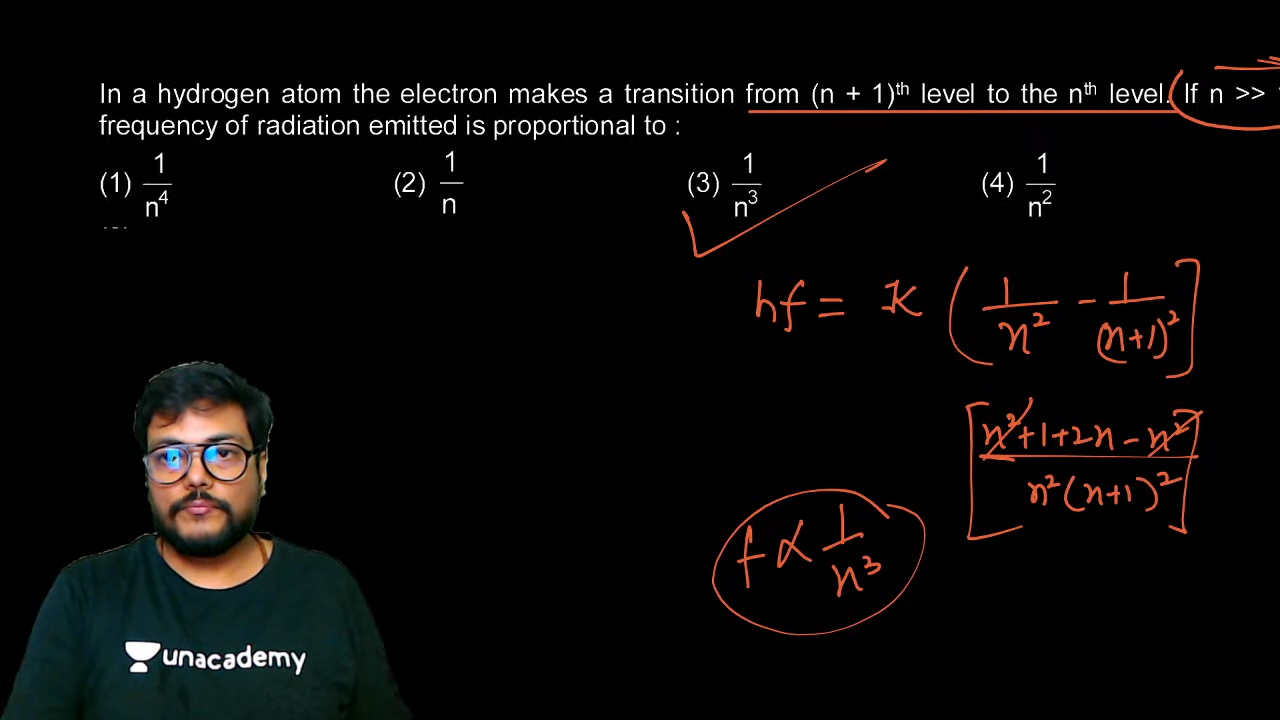 In a hydrogen atom the electron makes a transition from (n + 1)th level to the nth level. If n >>
frequency of radiation emitted is proportional to :
(1) 1/n⁴ (2) 1/n (3) 1/n³ (4) 1/n²
hf = K (1/n² - 1/(n+1)²]
[n²+1+2n-n²/n²(n+1)²]
f ∝ 1/n³
unacademy